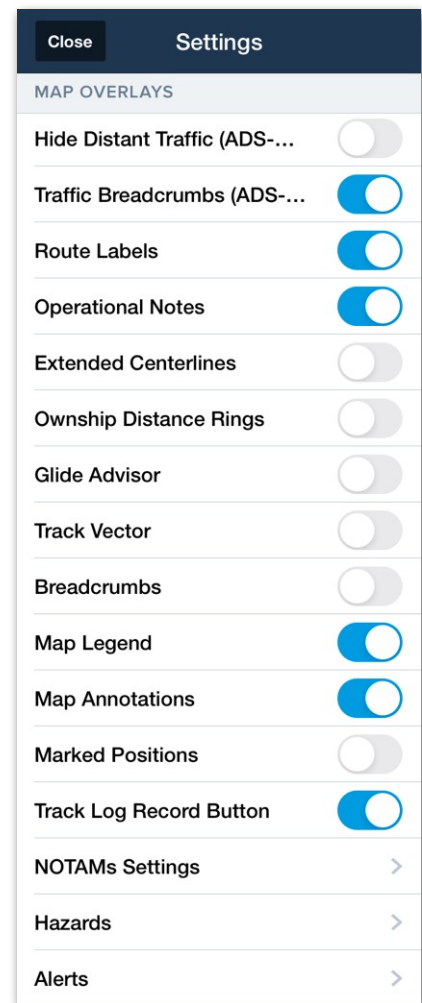 Close
Settings
MAP OVERLAYS
Hide Distant Traffic (ADS-...
Traffic Breadcrumbs (ADS-...
Route Labels
Operational Notes
Extended Centerlines
Ownship Distance Rings
Glide Advisor
Track Vector
Breadcrumbs
Map Legend
Map Annotations
Marked Positions
Track Log Record Button
NOTAMs Settings
Hazards
Alerts